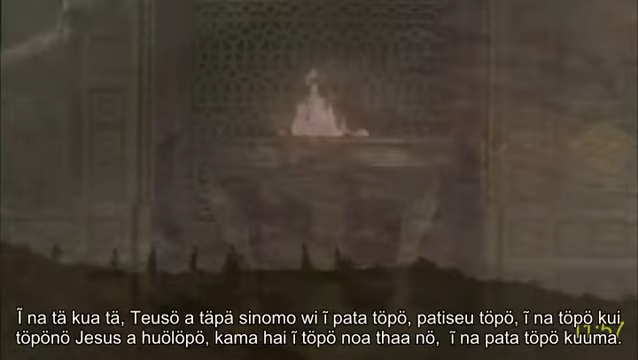 Ĩ na tä kua tä, Teusö a täpä sinomo wi ĩ pata töpö, patiseu töpö, ĩ na töpö kui,
töpönö Jesus a huölöpö, kama hai ĩ töpö noa thaa nö, ĩ na pata töpö kuuma.